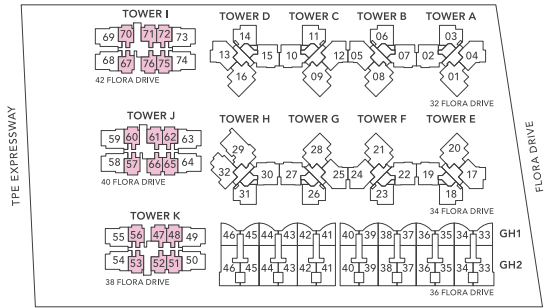 TOWER I
TOWER D
TOWER C
TOWER B
TOWER A
69 70 71 72 73
68 67 76 75 74
42 FLORA DRIVE
14 11 06 03
13 15 10 12 05 07 02 04
16 09 08 01
32 FLORA DRIVE
TPE EXPRESSWAY
FLORA DRIVE
TOWER J
TOWER H
TOWER G
TOWER F
TOWER E
59 60 61 62 63
58 57 66 65 64
40 FLORA DRIVE
29 28 21 20
32 30 27 25 24 22 19 17
31 26 23 18
34 FLORA DRIVE
TOWER K
55 56 47 48 49
54 53 52 51 50
38 FLORA DRIVE
46 45 44 43 42 41 40 39 38 37 36 35 34 33 GH1
46 45 44 43 42 41 40 39 38 37 36 35 34 33 GH2
36 FLORA DRIVE